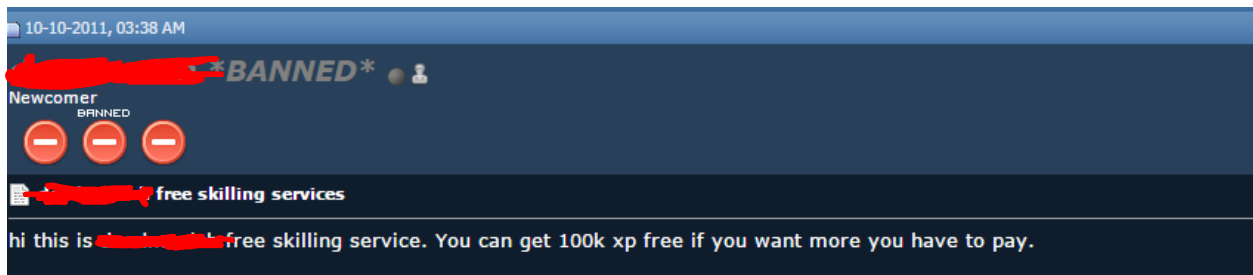 10-10-2011, 03:38 AM
*BANNED*
Newcomer
BANNED
free skilling services
hi this is free skilling service. You can get 100k xp free if you want more you have to pay.